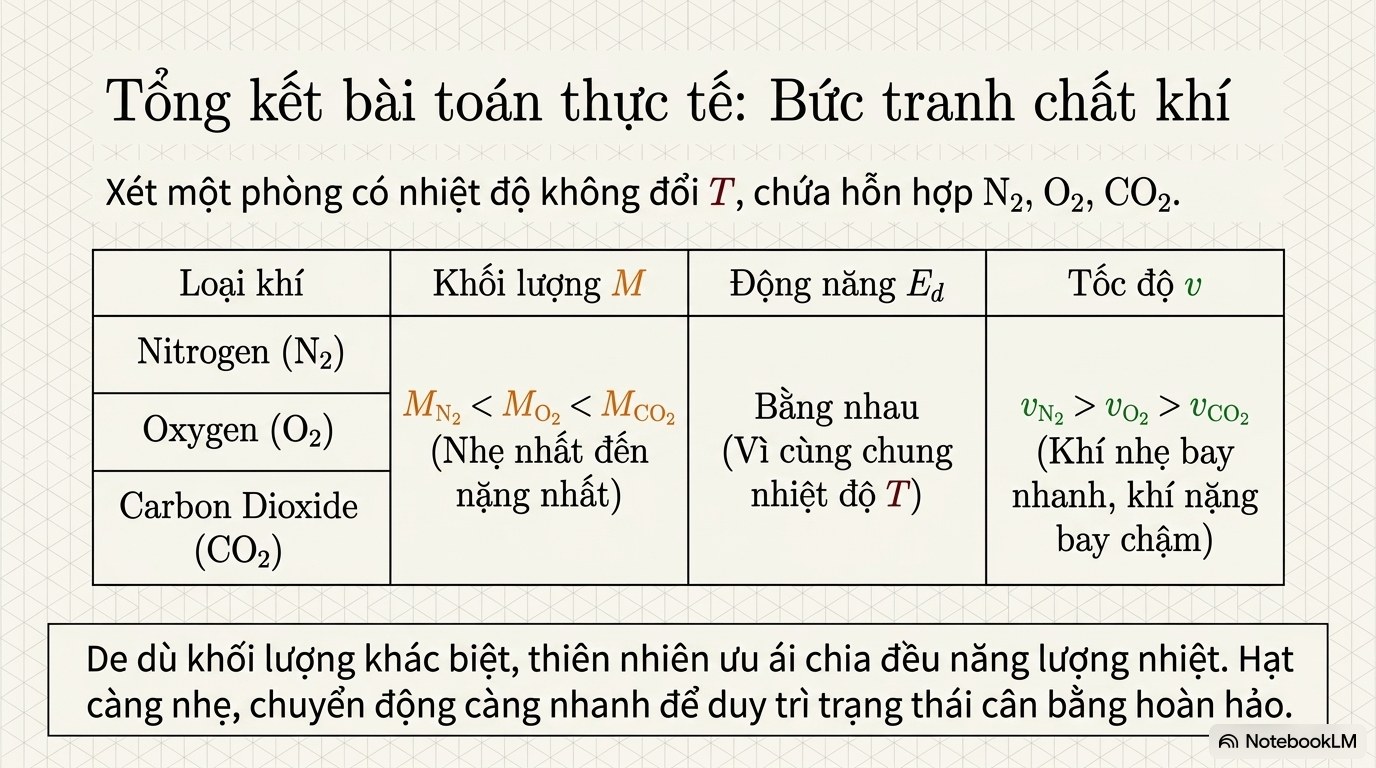 Tổng kết bài toán thực tế: Bức tranh chất khí
Xét một phòng có nhiệt độ không đổi T, chứa hỗn hợp N₂, O₂, CO₂.
Loại khí
Khối lượng M
Động năng E_d
Tốc độ v
Nitrogen (N₂)
Oxygen (O₂)
Carbon Dioxide
(CO₂)
M_N₂ < M_O₂ < M_CO₂
(Nhẹ nhất đến
nặng nhất)
Bằng nhau
(Vì cùng chung
nhiệt độ T)
v_N₂ > v_O₂ > v_CO₂
(Khí nhẹ bay
nhanh, khí nặng
bay chậm)
De dù khối lượng khác biệt, thiên nhiên ưu ái chia đều năng lượng nhiệt. Hạt
càng nhẹ, chuyển động càng nhanh để duy trì trạng thái cân bằng hoàn hảo.
NotebookLM